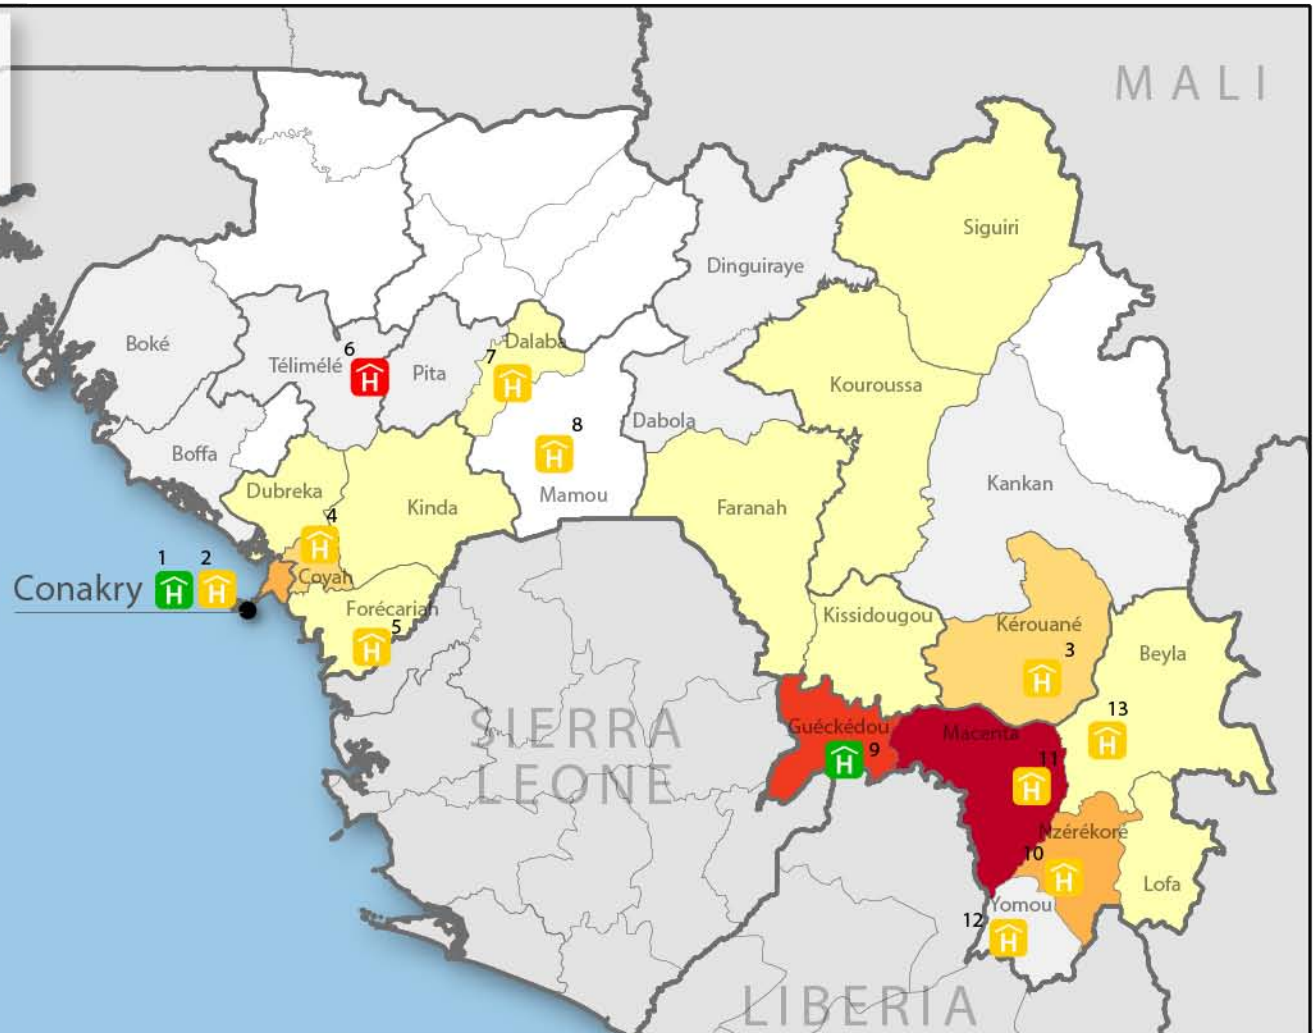 MALI
Siguiri
Dinguiraye
Boké
Télimélé
6
Pita
7
Dalaba
Kouroussa
8
Dabola
Boffa
Mamou
Kankan
Dubreka
Kinda
Faranah
4
1
2
Conakry
H
H
H
H
H
H
Coyah
Forécariah
5
H
Kissidougou
Kérouané
3
H
Beyla
13
H
SIERRA
LEONE
Guéckédou
9
H
Macenta
11
H
Nzérékoré
10
H
Lofa
Yomou
12
H
LIBERIA